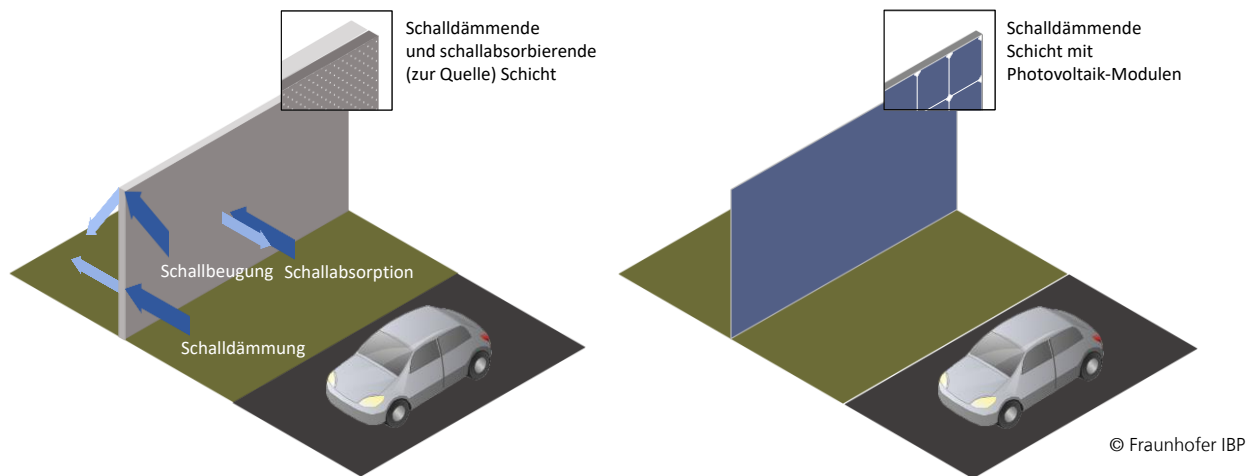 Schalldämmende
und schallabsorbierende
(zur Quelle) Schicht
Schallbeugung
Schallabsorption
Schalldämmung
Schalldämmende
Schicht mit
Photovoltaik-Modulen
© Fraunhofer IBP